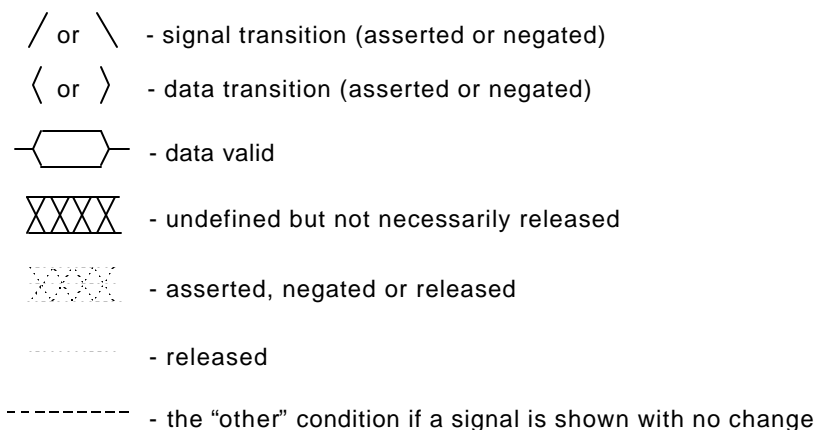 or - signal transition (asserted or negated)
or - data transition (asserted or negated)
- data valid
- undefined but not necessarily released
- asserted, negated or released
- released
- the “other” condition if a signal is shown with no change